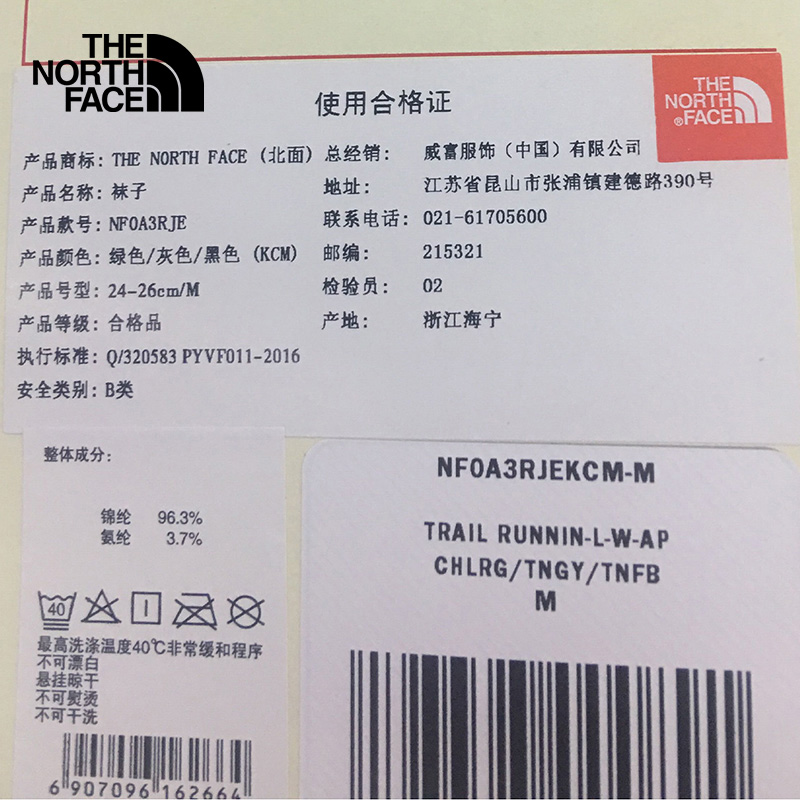 THE
NORTH
FACE
THE
NORTH
®FACE
使用合格证
产品商标: THE NORTH FACE (北面)
产品名称: 袜子
产品款号: NF0A3RJE
产品颜色: 绿色/灰色/黑色 (KCM)
产品号型: 24-26cm/M
产品等级: 合格品
执行标准: Q/320583 PYVF011-2016
安全类别: B类
总经销: 威富服饰（中国）有限公司
地址: 江苏省昆山市张浦镇建德路390号
联系电话: 021-61705600
邮编: 215321
检验员: 02
产地: 浙江海宁
整体成分:
锦纶 96.3%
氨纶 3.7%
40
最高洗涤温度40℃非常缓和程序
不可漂白
悬挂晾干
不可熨烫
不可干洗
6 907096 162664
NF0A3RJEKCM-M
TRAIL RUNNIN-L-W-AP
CHLRG/TNGY/TNFB
M